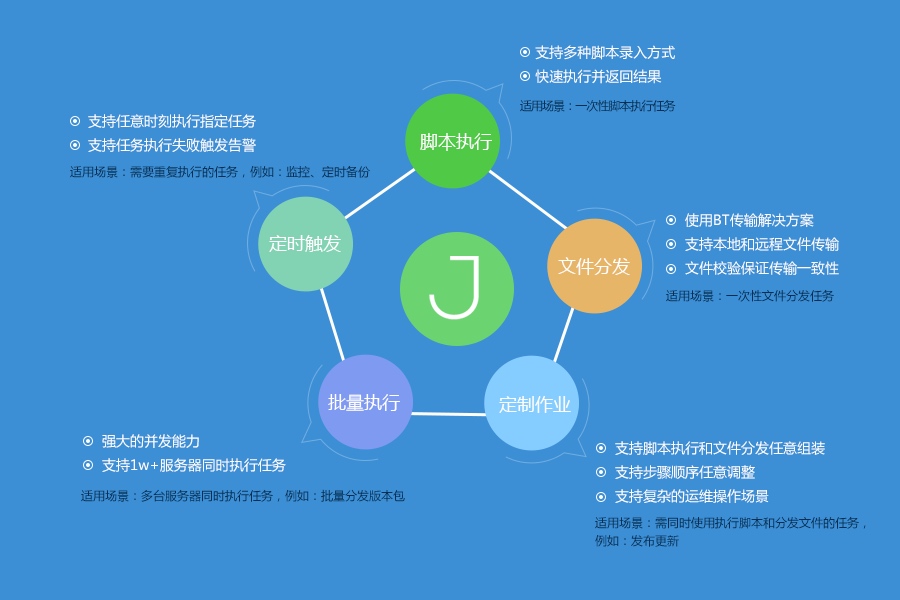 支持多种脚本录入方式
快速执行并返回结果
适用场景：一次性脚本执行任务
脚本执行
支持任意时刻执行指定任务
支持任务执行失败触发告警
适用场景：需要重复执行的任务，例如：监控、定时备份
定时触发
使用BT传输解决方案
支持本地和远程文件传输
文件校验保证传输一致性
适用场景：一次性文件分发任务
文件分发
J
批量执行
强大的并发能力
支持1w+服务器同时执行任务
适用场景：多台服务器同时执行任务，例如：批量分发版本包
定制作业
支持脚本执行和文件分发任意组装
支持步骤顺序任意调整
支持复杂的运维操作场景
适用场景：需同时使用执行脚本和分发文件的任务，
例如：发布更新